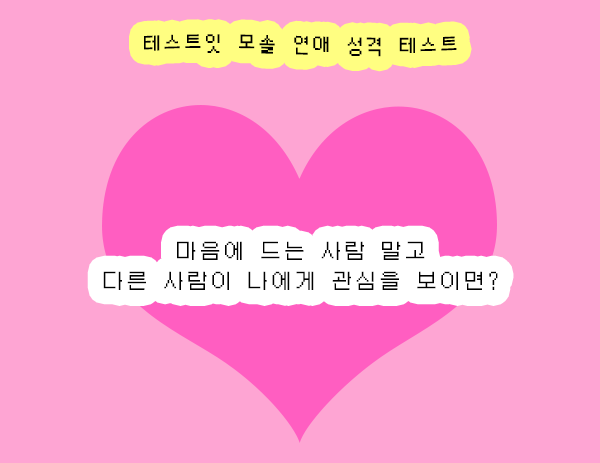 테스트잇 모솔 연애 성격 테스트
마음에 드는 사람 말고
다른 사람이 나에게 관심을 보이면?